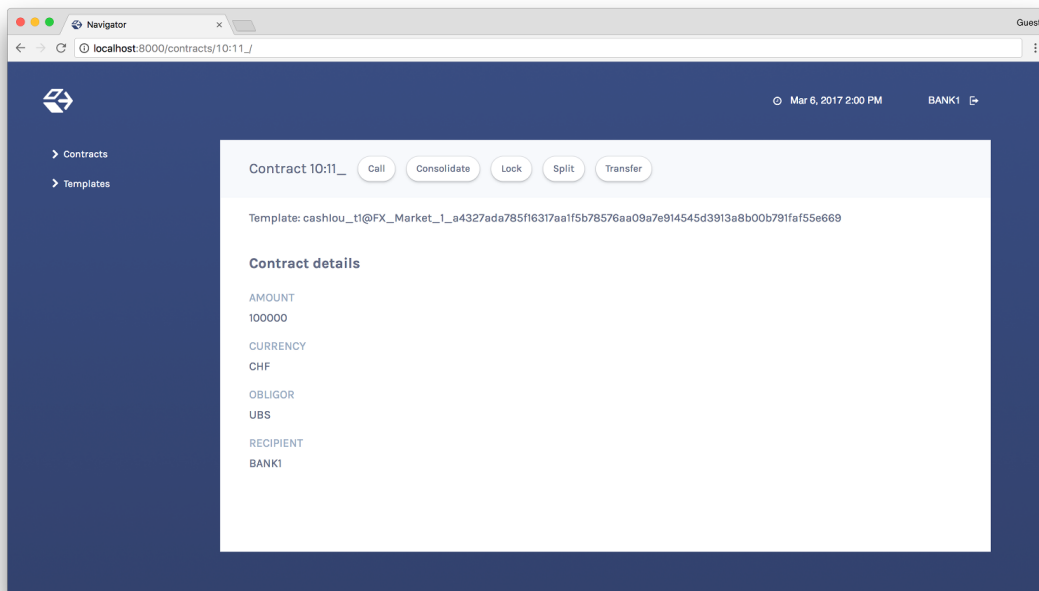 Navigator
Guest
localhost:8000/contracts/10:11_/
Mar 6, 2017 2:00 PM BANK1
Contracts
Templates
Contract 10:11_ Call Consolidate Lock Split Transfer
Template: cashIou_t1@FX_Market_1_a4327ada785f16317aa1f5b78576aa09a7e914545d3913a8b00b791faf55e669
Contract details
AMOUNT
100000
CURRENCY
CHF
OBLIGOR
UBS
RECIPIENT
BANK1